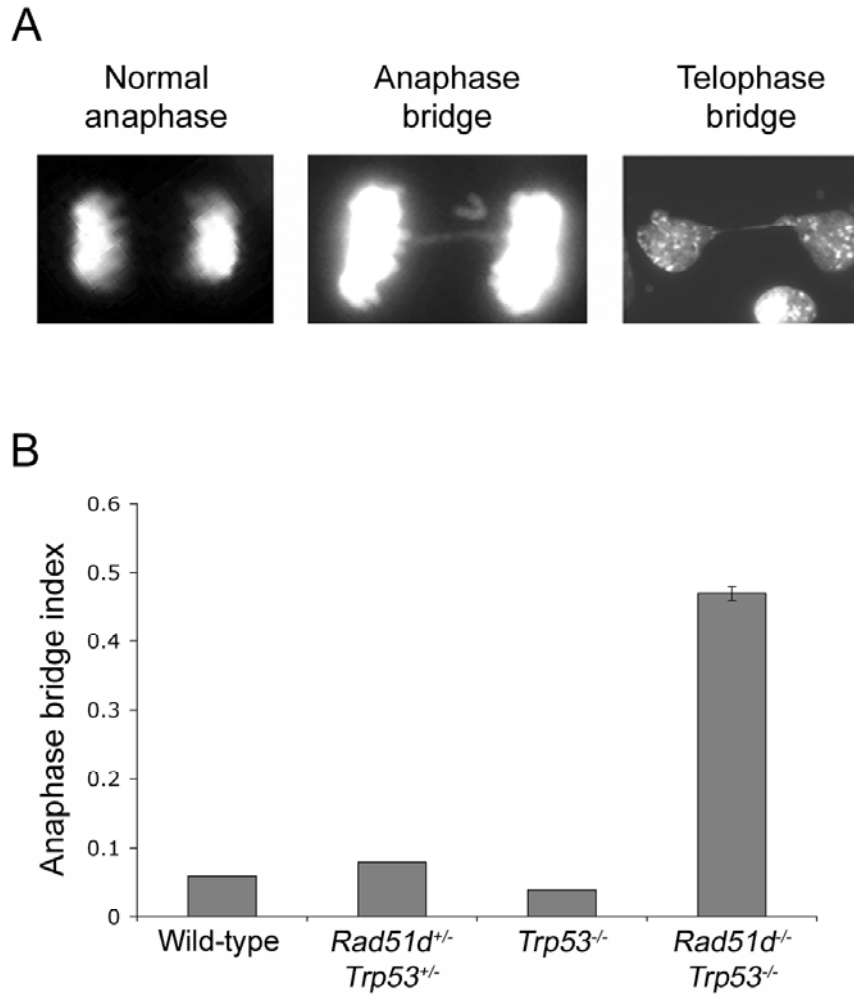 A
Normal
anaphase
Anaphase
bridge
Telophase
bridge
B
Anaphase bridge index
0.6
0.5
0.4
0.3
0.2
0.1
0
Wild-type
Rad51d+/-
Trp53+/-
Trp53-/-
Rad51d-/-
Trp53-/-